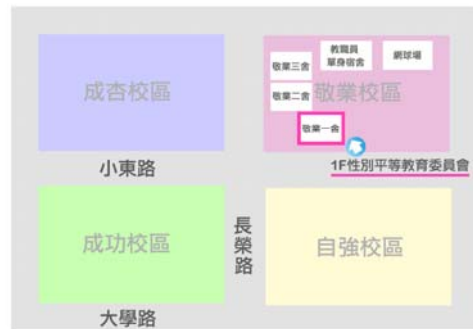 成杏校區
敬業三舍
教職員
單身宿舍
網球場
敬業二舍
敬業校區
敬業一舍
1F性別平等教育委員會
小東路
成功校區
長榮路
自強校區
大學路